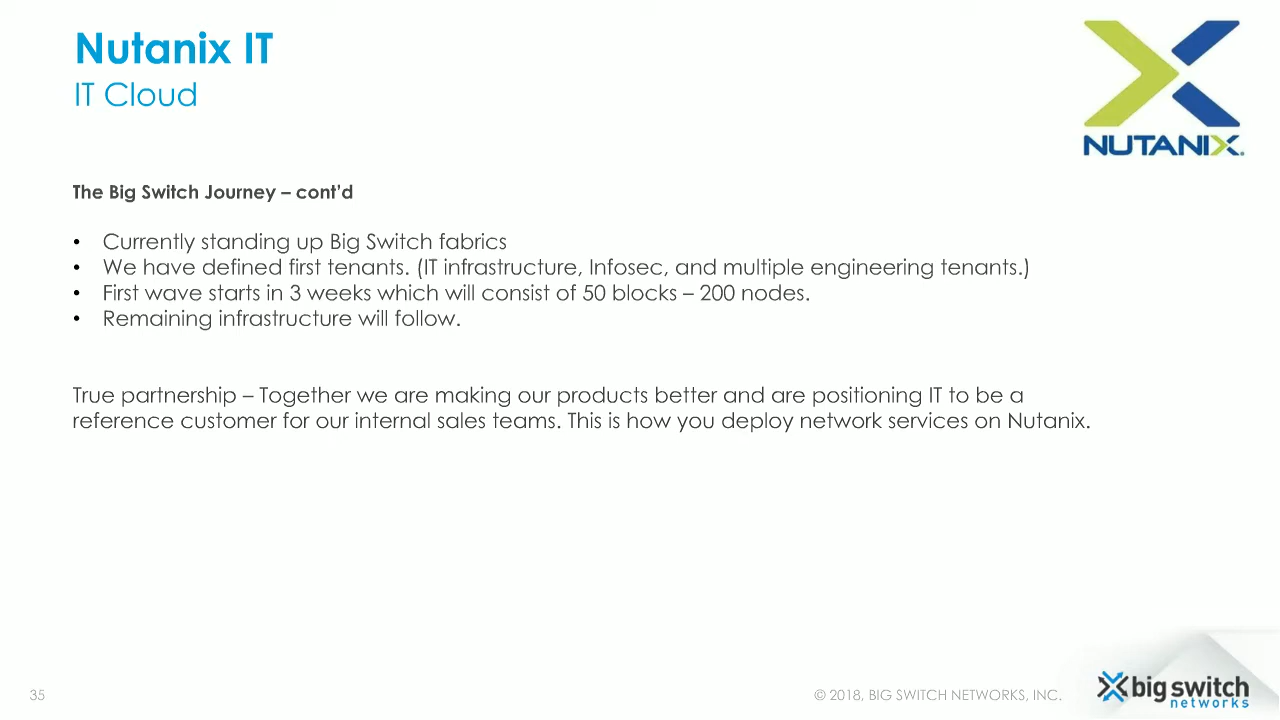 Nutanix IT
IT Cloud
NUTANIX.
The Big Switch Journey – cont'd
• Currently standing up Big Switch fabrics
• We have defined first tenants. (IT infrastructure, Infosec, and multiple engineering tenants.)
• First wave starts in 3 weeks which will consist of 50 blocks – 200 nodes.
• Remaining infrastructure will follow.
True partnership – Together we are making our products better and are positioning IT to be a
reference customer for our internal sales teams. This is how you deploy network services on Nutanix.
35
© 2018, BIG SWITCH NETWORKS, INC.
big switch
networks